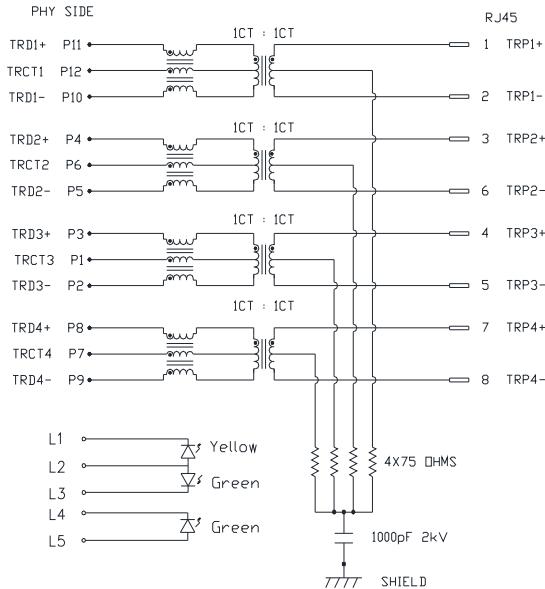 PHY SIDE
RJ45
1CT : 1CT
TRD1+ P11 1 TRP1+
TRCT1 P12
TRD1- P10 2 TRP1-
1CT : 1CT
TRD2+ P4 3 TRP2+
TRCT2 P6
TRD2- P5 6 TRP2-
1CT : 1CT
TRD3+ P3 4 TRP3+
TRCT3 P1
TRD3- P2 5 TRP3-
1CT : 1CT
TRD4+ P8 7 TRP4+
TRCT4 P7
TRD4- P9 8 TRP4-
L1
Yellow
L2
4X75 OHMS
Green
L3
L4
Green
L5
1000pF 2kV
SHIELD